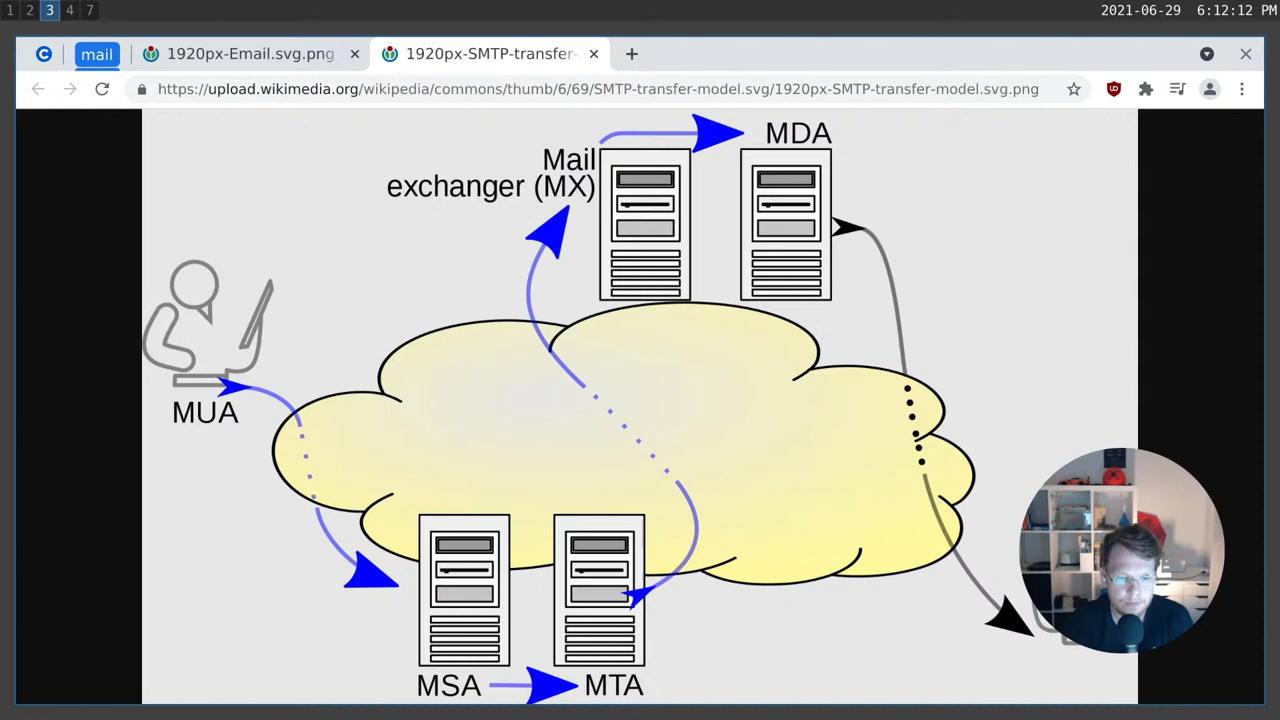 1 2 3 4 7
2021-06-29 6:12:12 PM
mail
1920px-Email.svg.png
1920px-SMTP-transfer-
https://upload.wikimedia.org/wikipedia/commons/thumb/6/69/SMTP-transfer-model.svg/1920px-SMTP-transfer-model.svg.png
MDA
Mail
exchanger (MX)
MUA
MSA
MTA